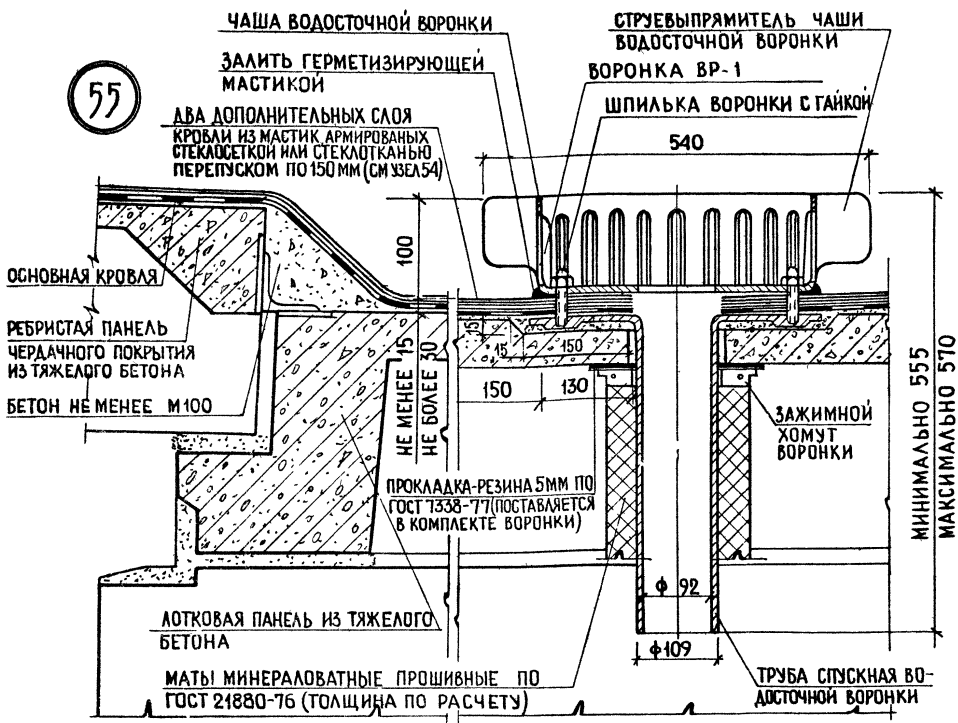 ЧАША ВОДОСТОЧНОЙ ВОРОНКИ
СТРУЕВЫПРЯМИТЕЛЬ ЧАШИ
ВОДОСТОЧНОЙ ВОРОНКИ
55
ЗАЛИТЬ ГЕРМЕТИЗИРУЮЩЕЙ
МАСТИКОЙ
ВОРОНКА ВР-1
ШПИЛЬКА ВОРОНКИ С ГАЙКОЙ
ДВА ДОПОЛНИТЕЛЬНЫХ СЛОЯ
КРОВЛИ ИЗ МАСТИК АРМИРОВАНЫХ
СТЕКЛОСЕТКОЙ ИЛИ СТЕКЛОТКАНЬЮ
ПЕРЕПУСКОМ ПО 150 ММ (СМ УЗЕЛ 54)
540
100
ОСНОВНАЯ КРОВЛЯ
РЕБРИСТАЯ ПАНЕЛЬ
ЧЕРДАЧНОГО ПОКРЫТИЯ
ИЗ ТЯЖЕЛОГО БЕТОНА
БЕТОН НЕ МЕНЕЕ М100
15
15
150
150
130
НЕ МЕНЕЕ 15
НЕ БОЛЕЕ 30
ЗАЖИМНОЙ
ХОМУТ
ВОРОНКИ
МИНИМАЛЬНО 555
МАКСИМАЛЬНО 570
ПРОКЛАДКА-РЕЗИНА 5ММ ПО
ГОСТ 7338-77 (ПОСТАВЛЯЕТСЯ
В КОМПЛЕКТЕ ВОРОНКИ)
ф 92
ф109
ЛОТКОВАЯ ПАНЕЛЬ ИЗ ТЯЖЕЛОГО
БЕТОНА
МАТЫ МИНЕРАЛОВАТНЫЕ ПРОШИВНЫЕ ПО
ГОСТ 21880-76 (ТОЛЩИНА ПО РАСЧЕТУ)
ТРУБА СПУСКНАЯ ВО-
ДОСТОЧНОЙ ВОРОНКИ